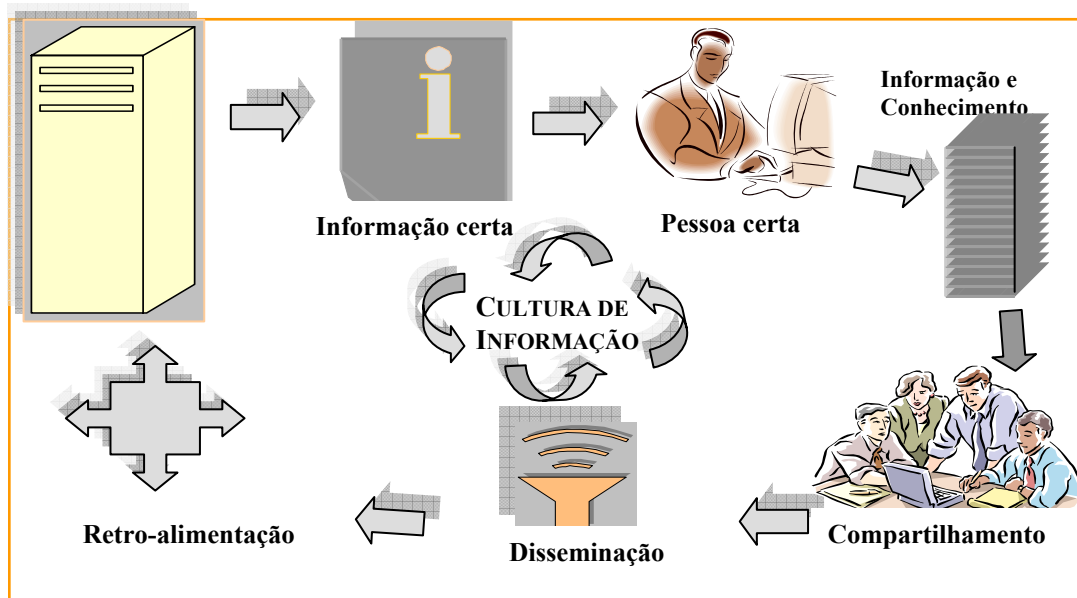 Informação e
Conhecimento
Informação certa
Pessoa certa
CULTURA DE
INFORMAÇÃO
Retro-alimentação
Disseminação
Compartilhamento